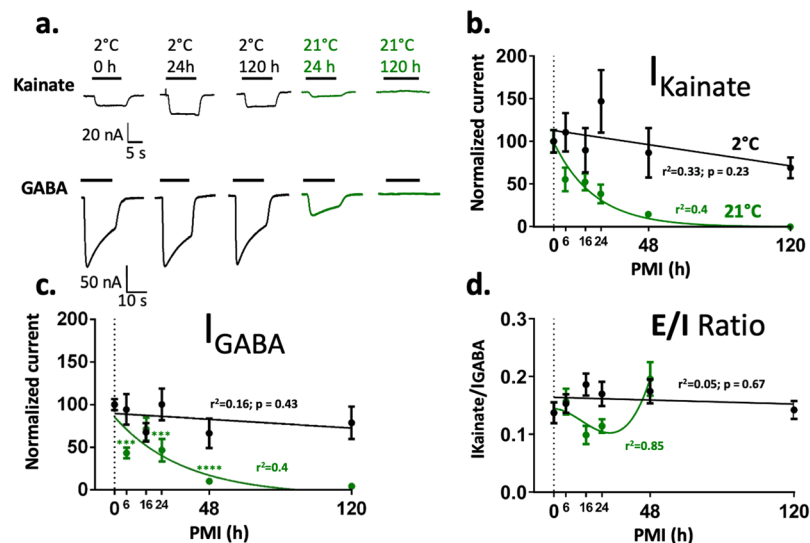 a.
2°C 2°C 2°C 21°C 21°C
0 h 24h 120 h 24 h 120 h
Kainate
20 nA
5 s
GABA
50 nA
10 s
b.
I Kainate
Normalized current
200
150
100
50
0
2°C
r²=0.33; p = 0.23
r²=0.4
21°C
0 6 16 24 48 120
PMI (h)
c.
I GABA
Normalized current
200
150
100
50
0
r²=0.16; p = 0.43
*** *** ****
r²=0.4
0 6 16 24 48 120
PMI (h)
d.
E/I Ratio
IKainate/IGABA
0.3
0.2
0.1
0.0
r²=0.05; p = 0.67
r²=0.85
0 6 16 24 48 120
PMI (h)